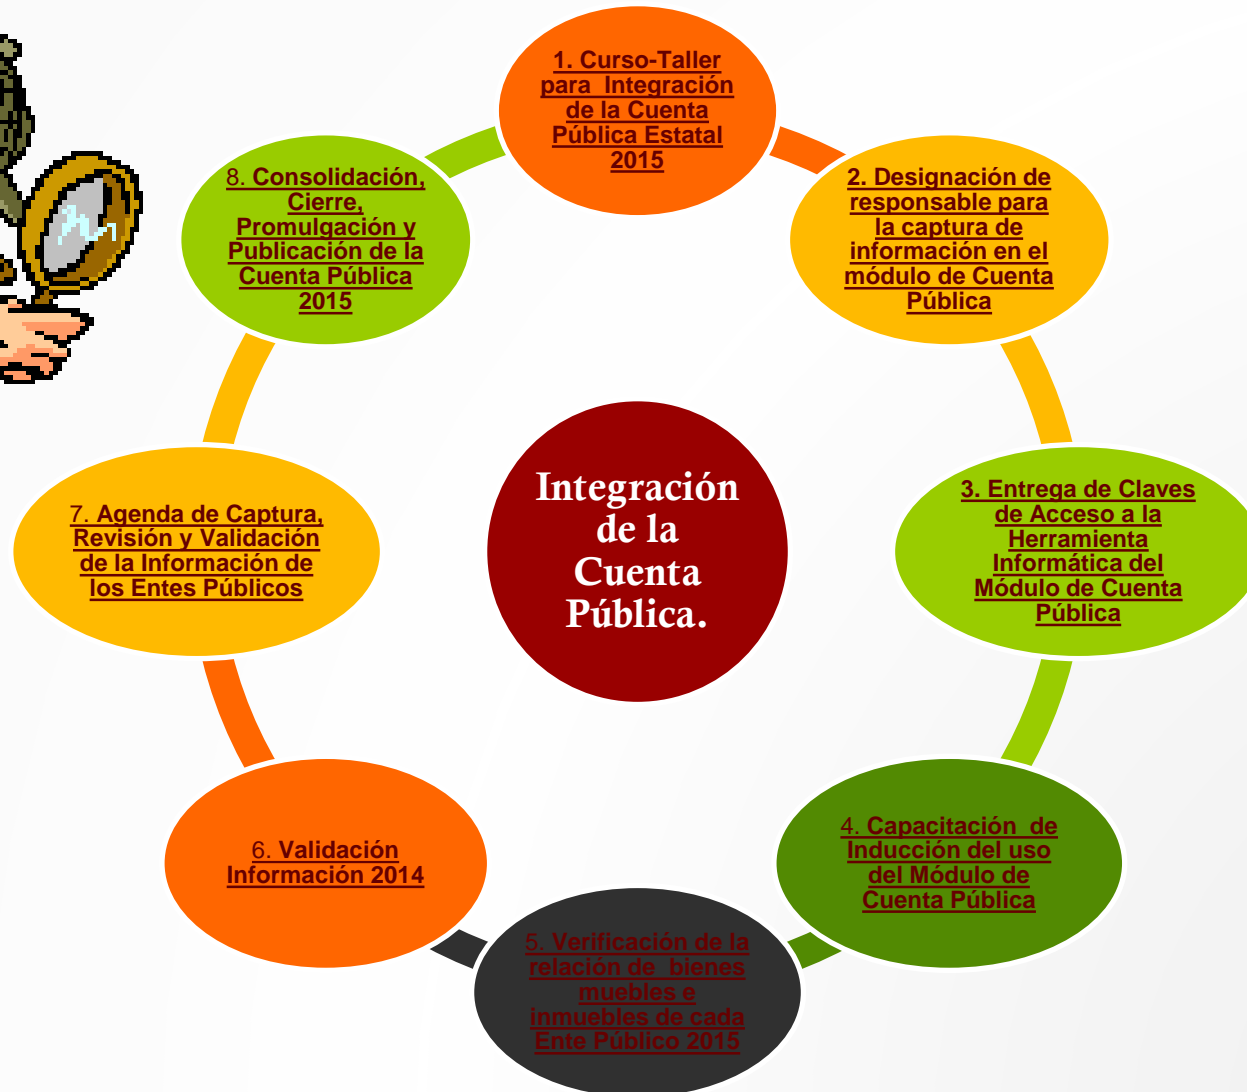 1. Curso-Taller
para Integración
de la Cuenta
Pública Estatal
2015
2. Designación de
responsable para
la captura de
información en el
módulo de Cuenta
Pública
3. Entrega de Claves
de Acceso a la
Herramienta
Informática del
Módulo de Cuenta
Pública
4. Capacitación de
Inducción del uso
del Módulo de
Cuenta Pública
5. Verificación de la
relación de bienes
muebles e
inmuebles de cada
Ente Público 2015
6. Validación
Información 2014
7. Agenda de Captura,
Revisión y Validación
de la Información de
los Entes Públicos
8. Consolidación,
Cierre,
Promulgación y
Publicación de la
Cuenta Pública
2015
Integración
de la
Cuenta
Pública.